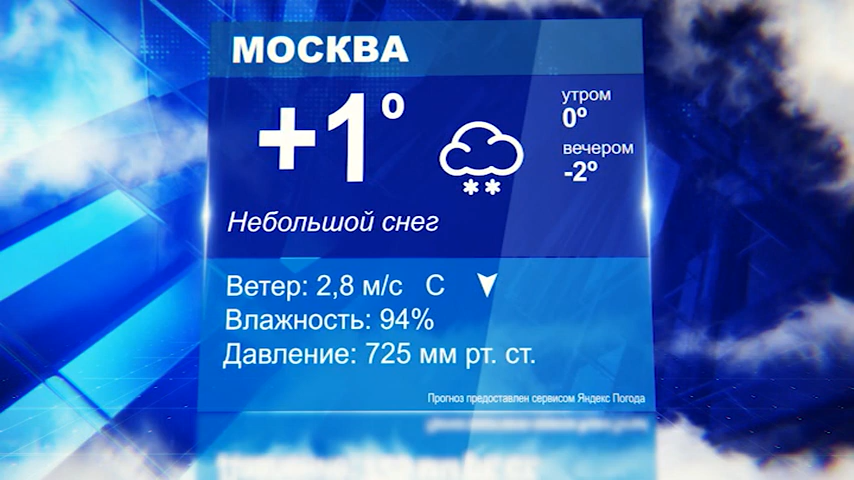 МОСКВА
+1°
утром
0°
вечером
-2°
Небольшой снег
Ветер: 2,8 м/с С
Влажность: 94%
Давление: 725 мм рт. ст.
Прогноз предоставлен сервисом Яндекс Погода